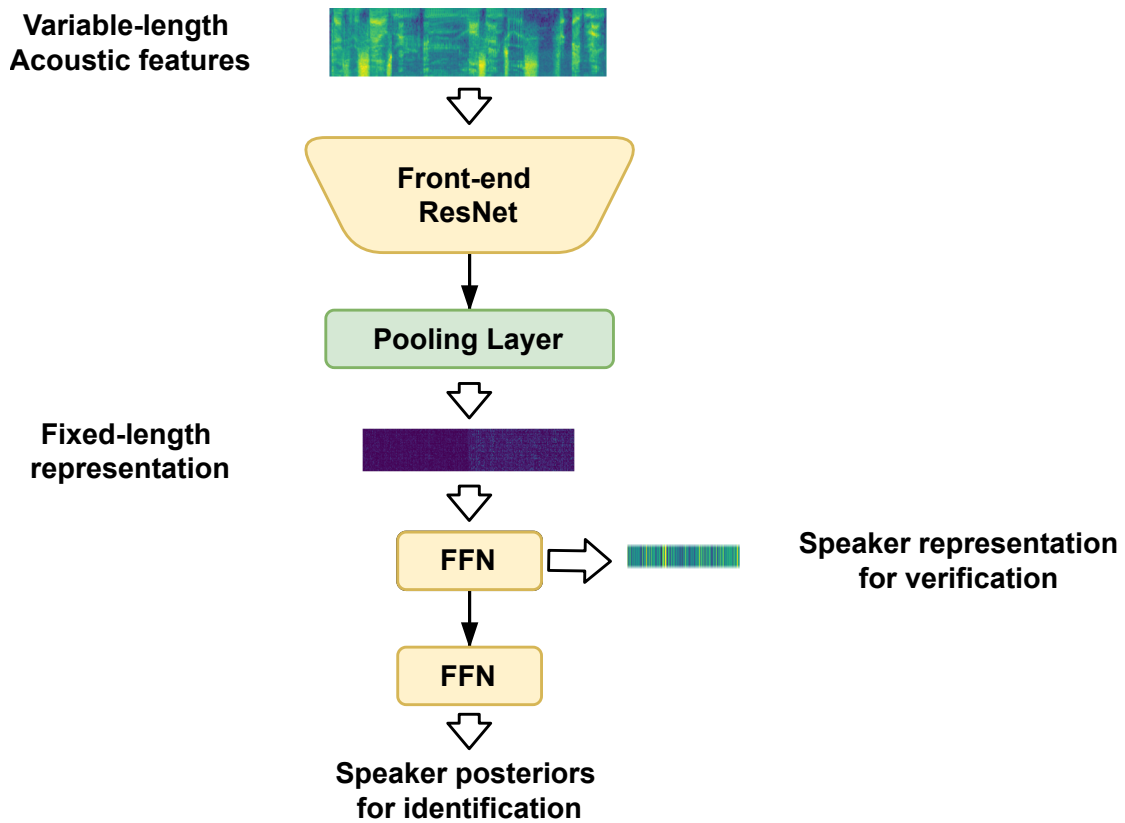 Variable-length
Acoustic features
Front-end
ResNet
Pooling Layer
Fixed-length
representation
FFN
Speaker representation
for verification
FFN
Speaker posteriors
for identification